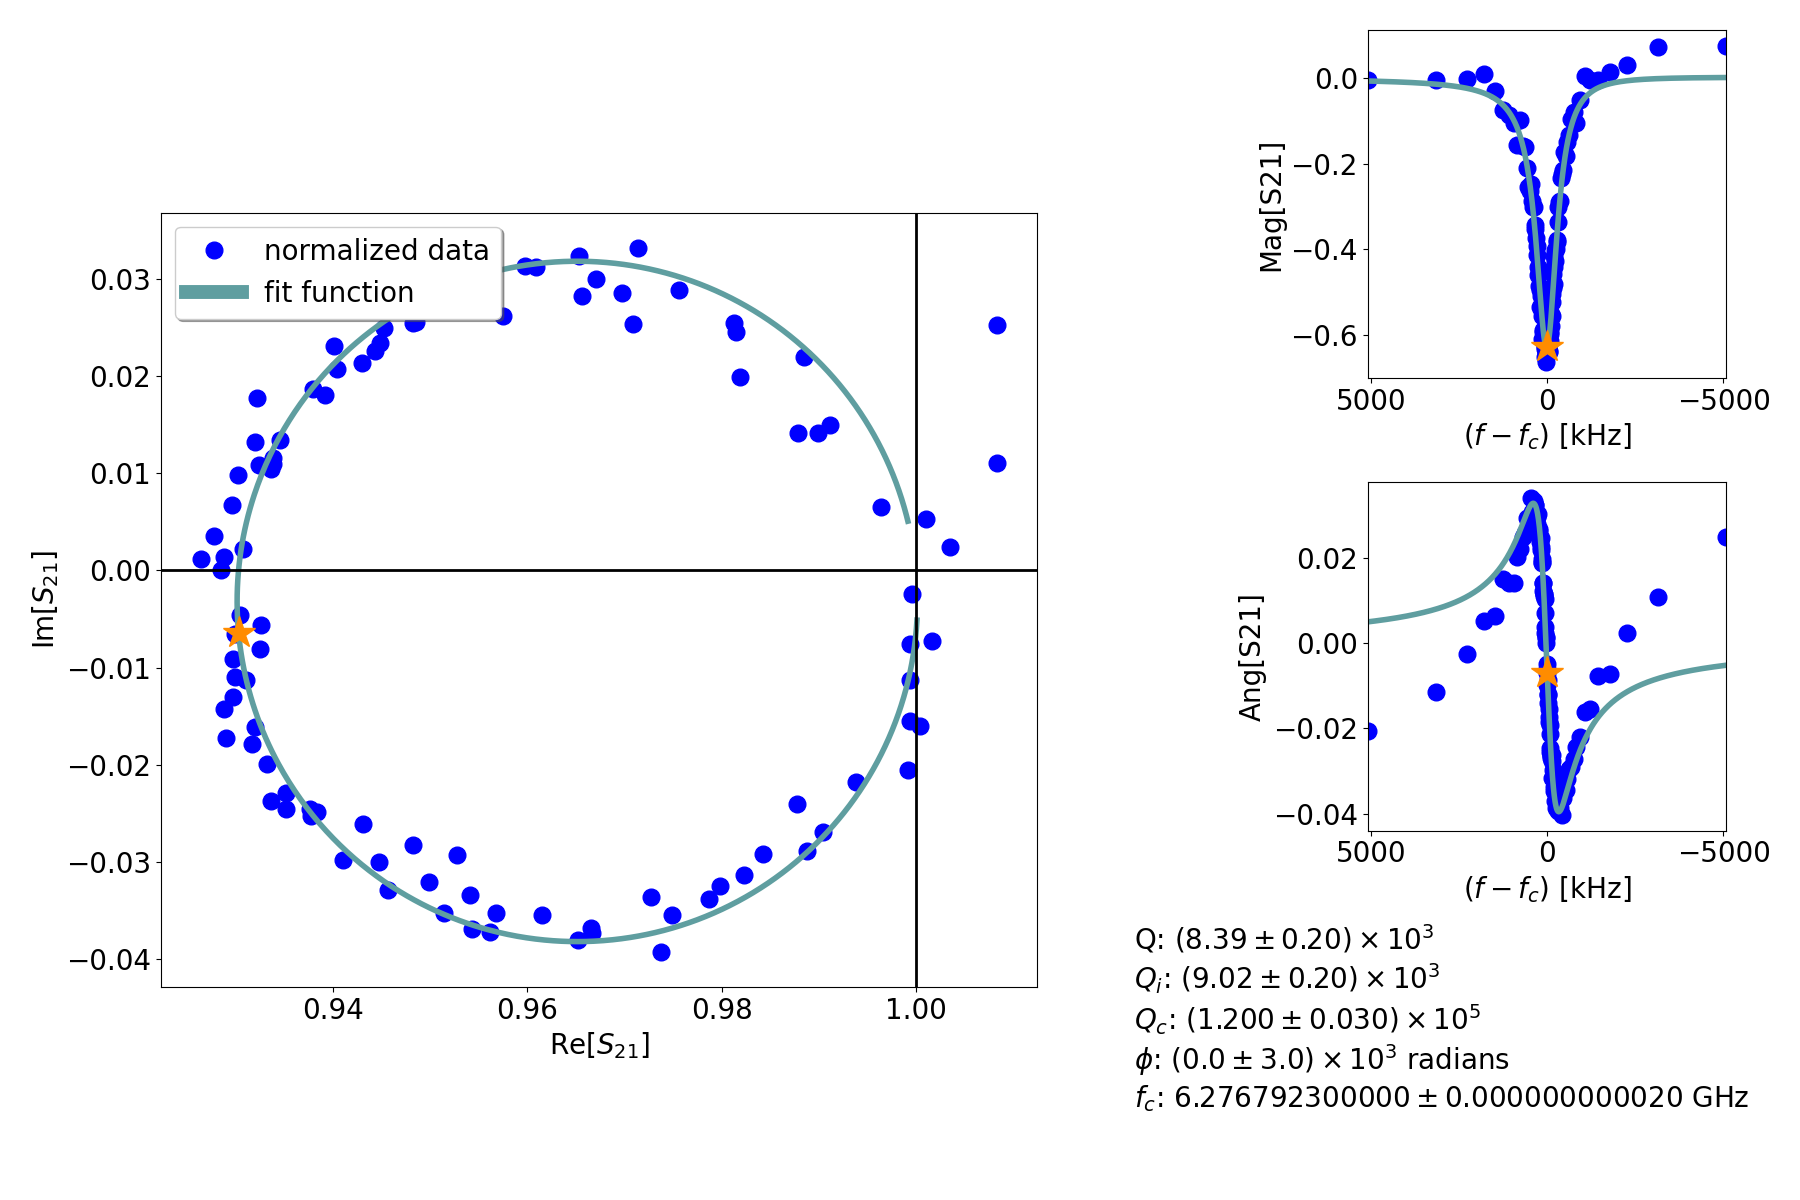 normalized data
fit function
0.03
0.02
0.01
0.00
−0.01
−0.02
−0.03
−0.04
Im[S21]
0.94
0.96
0.98
1.00
Re[S21]
0.0
−0.2
−0.4
−0.6
Mag[S21]
5000
0
−5000
(f − fc) [kHz]
0.02
0.00
−0.02
−0.04
Ang[S21]
5000
0
−5000
(f − fc) [kHz]
Q: (8.39 ± 0.20) × 10³
Qi: (9.02 ± 0.20) × 10³
Qc: (1.200 ± 0.030) × 10⁵
ϕ: (0.0 ± 3.0) × 10³ radians
fc: 6.276792300000 ± 0.000000000020 GHz